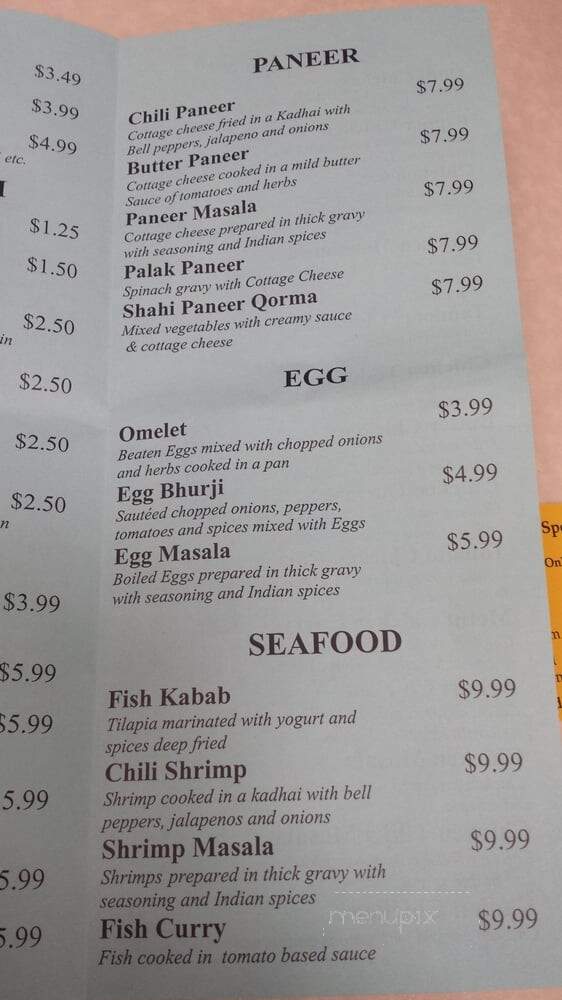 $3.49
$3.99
$4.99
etc.
$1.25
$1.50
$2.50
in
$2.50
$2.50
$2.50
n
$3.99
$5.99
$5.99
5.99
5.99
5.99
PANEER
Chili Paneer $7.99
Cottage cheese fried in a Kadhai with
Bell peppers, jalapeno and onions
Butter Paneer $7.99
Cottage cheese cooked in a mild butter
Sauce of tomatoes and herbs
Paneer Masala $7.99
Cottage cheese prepared in thick gravy
with seasoning and Indian spices
Palak Paneer $7.99
Spinach gravy with Cottage Cheese
Shahi Paneer Qorma $7.99
Mixed vegetables with creamy sauce
& cottage cheese
EGG
Omelet $3.99
Beaten Eggs mixed with chopped onions
and herbs cooked in a pan
Egg Bhurji $4.99
Sautéed chopped onions, peppers,
tomatoes and spices mixed with Eggs
Egg Masala $5.99
Boiled Eggs prepared in thick gravy
with seasoning and Indian spices
SEAFOOD
Fish Kabab $9.99
Tilapia marinated with yogurt and
spices deep fried
Chili Shrimp $9.99
Shrimp cooked in a kadhai with bell
peppers, jalapenos and onions
Shrimp Masala $9.99
Shrimps prepared in thick gravy with
seasoning and Indian spices
Fish Curry $9.99
Fish cooked in tomato based sauce
menupix